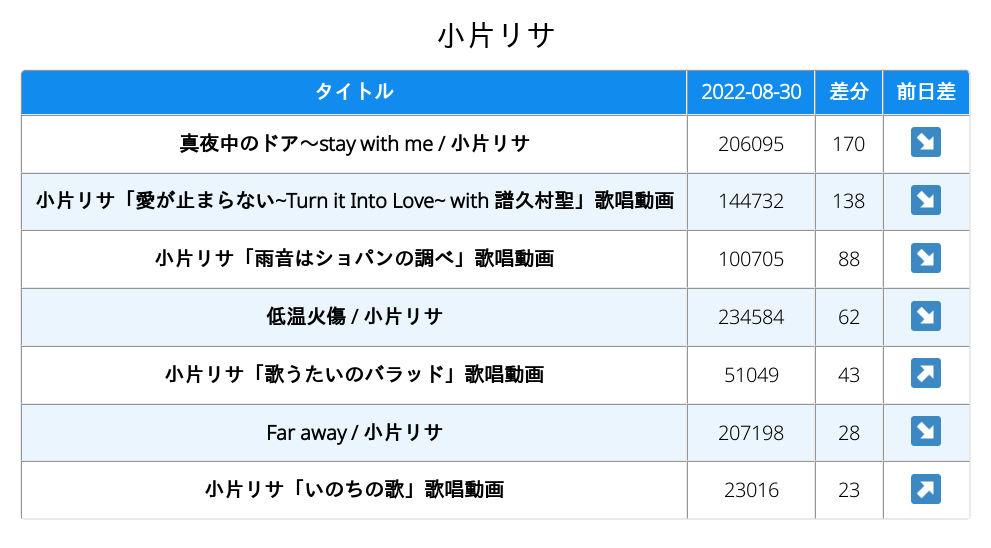 小片リサ
タイトル 2022-08-30 差分 前日差
真夜中のドア〜stay with me / 小片リサ 206095 170 ↘
小片リサ「愛が止まらない~Turn it Into Love~ with 譜久村聖」歌唱動画 144732 138 ↘
小片リサ「雨音はショパンの調べ」歌唱動画 100705 88 ↘
低温火傷 / 小片リサ 234584 62 ↘
小片リサ「歌うたいのバラッド」歌唱動画 51049 43 ↗
Far away / 小片リサ 207198 28 ↘
小片リサ「いのちの歌」歌唱動画 23016 23 ↗